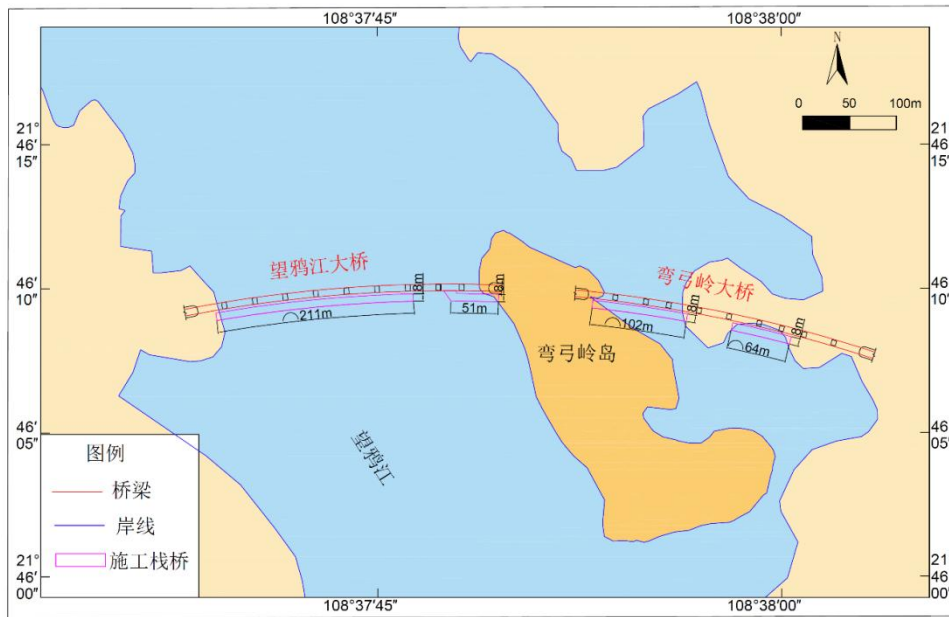 108°37′45″
108°38′00″
N
0 50 100m
21°
46′
15″
21°
46′
15″
望鸦江大桥
弯弓岭大桥
46′
10″
46′
10″
8m
8m
8m
8m
211m
51m
102m
64m
弯弓岭岛
46′
05″
46′
05″
望鸦江
图例
桥梁
岸线
施工栈桥
21°
46′
00″
21°
46′
00″
108°37′45″
108°38′00″